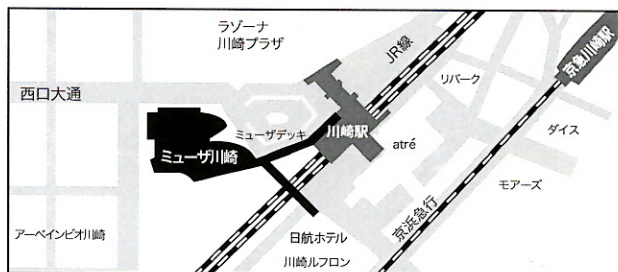 ラゾーナ
川崎プラザ
JR線
京急川崎駅
リバーク
西口大通
ミューザデッキ
川崎駅
ダイス
atré
ミューザ川崎
モアーズ
京浜急行
アーベインビオ川崎
日航ホテル
川崎ルフロン